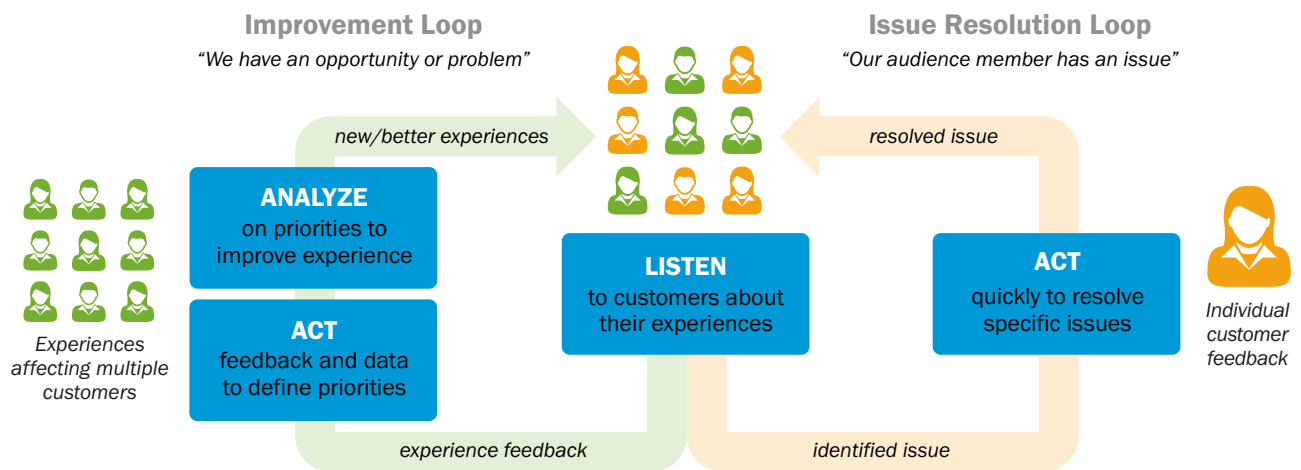 Improvement Loop
“We have an opportunity or problem”
Issue Resolution Loop
“Our audience member has an issue”
new/better experiences
resolved issue
ANALYZE
on priorities to
improve experience
ACT
feedback and data
to define priorities
Experiences
affecting multiple
customers
LISTEN
to customers about
their experiences
ACT
quickly to resolve
specific issues
Individual
customer
feedback
experience feedback
identified issue